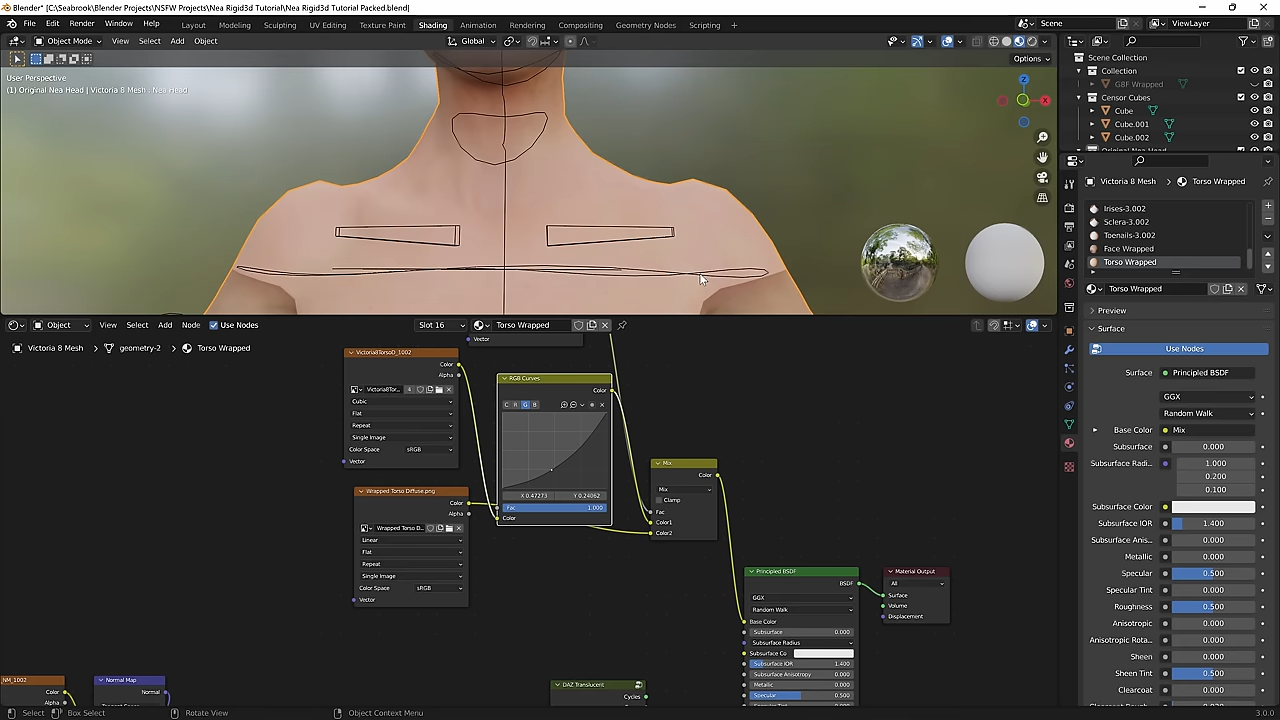 Blender* [C:\Seabrook\Blender Projects\NSFW Projects\Nea Rigid3d Tutorial\Nea Rigid3d Tutorial Packed.blend]
File Edit Render Window Help Layout Modeling Sculpting UV Editing Texture Paint Shading Animation Rendering Compositing Geometry Nodes Scripting + Scene ViewLayer
Object Mode View Select Add Object Global
Options
User Perspective
(1) Original Nea Head | Victoria 8 Mesh : Nea Head
Z
X
Scene Collection
Collection
G8F Wrapped
Censor Cubes
Cube
Cube.001
Cube.002
Original Nea Head
Victoria 8 Mesh Torso Wrapped
Irises-3.002
Sclera-3.002
Toenails-3.002
Face Wrapped
Torso Wrapped
Torso Wrapped
Preview
Surface
Use Nodes
Surface Principled BSDF
GGX
Random Walk
Base Color Mix
Subsurface 0.000
Subsurface Radi... 1.000
0.200
0.100
Subsurface Color
Subsurface IOR 1.400
Subsurface Anis... 0.000
Metallic 0.000
Specular 0.500
Specular Tint 0.000
Roughness 0.500
Anisotropic 0.000
Anisotropic Rota... 0.000
Sheen 0.000
Sheen Tint 0.500
Clearcoat 0.000
Object View Select Add Node Use Nodes Slot 16 Torso Wrapped
Victoria 8 Mesh geometry-2 Torso Wrapped
Vector
Victoria8TorsoD_1002
Color
Alpha
Victoria8Tor... 4
Cubic
Flat
Repeat
Single Image
Color Space sRGB
Vector
Wrapped Torso Diffuse.png
Color
Alpha
Wrapped Torso D...
Linear
Flat
Repeat
Single Image
Color Space sRGB
Vector
RGB Curves
Color
C R G B
X 0.47273 Y 0.24062
Fac 1.000
Color
Mix
Color
Mix
Clamp
Fac
Color1
Color2
Principled BSDF
BSDF
GGX
Random Walk
Base Color
Subsurface 0.000
Subsurface Radius
Subsurface Co
Subsurface IOR 1.400
Subsurface Anisotropy 0.000
Metallic 0.000
Specular 0.500
Material Output
All
Surface
Volume
Displacement
NM_1002
Color
Alpha
Normal Map
Normal
DAZ Translucent
Cycles
Select Box Select Rotate View Object Context Menu 3.0.0